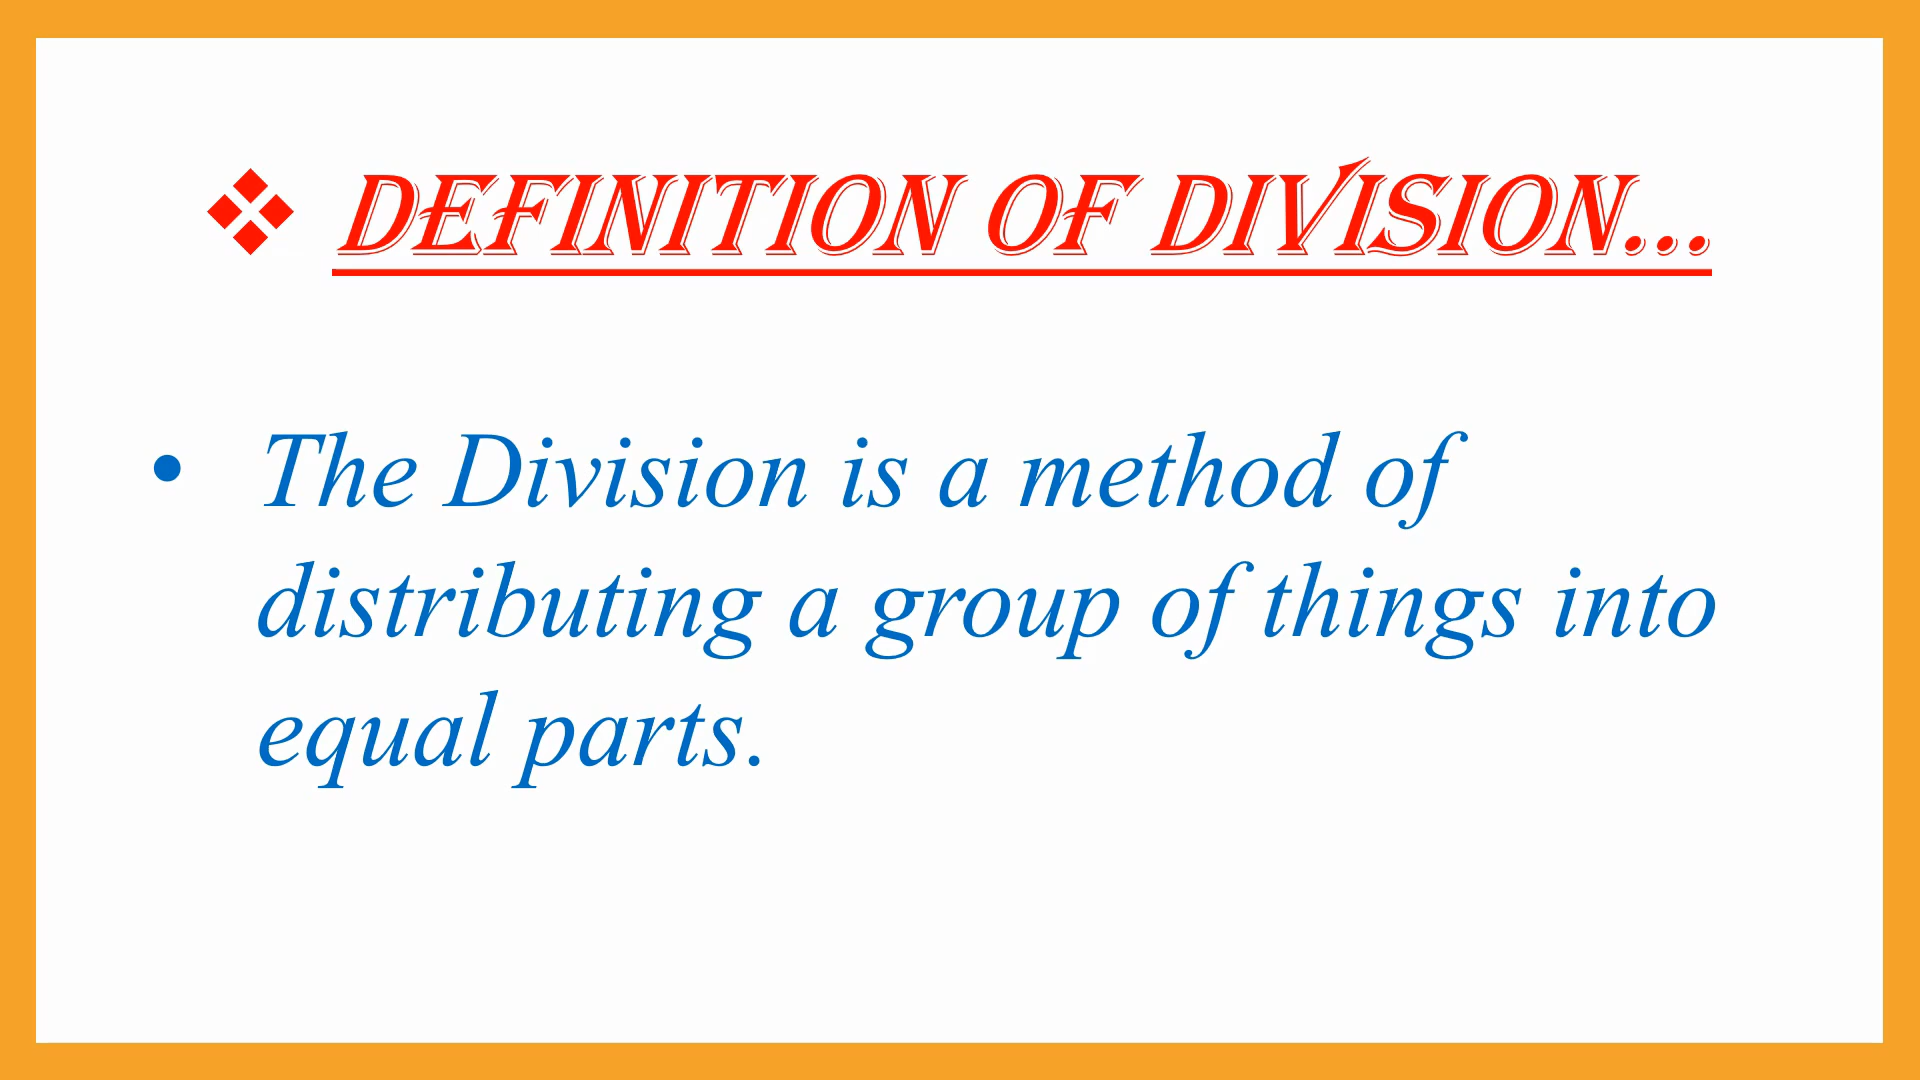 ❖ DEFINITION OF DIVISION...
• The Division is a method of
distributing a group of things into
equal parts.